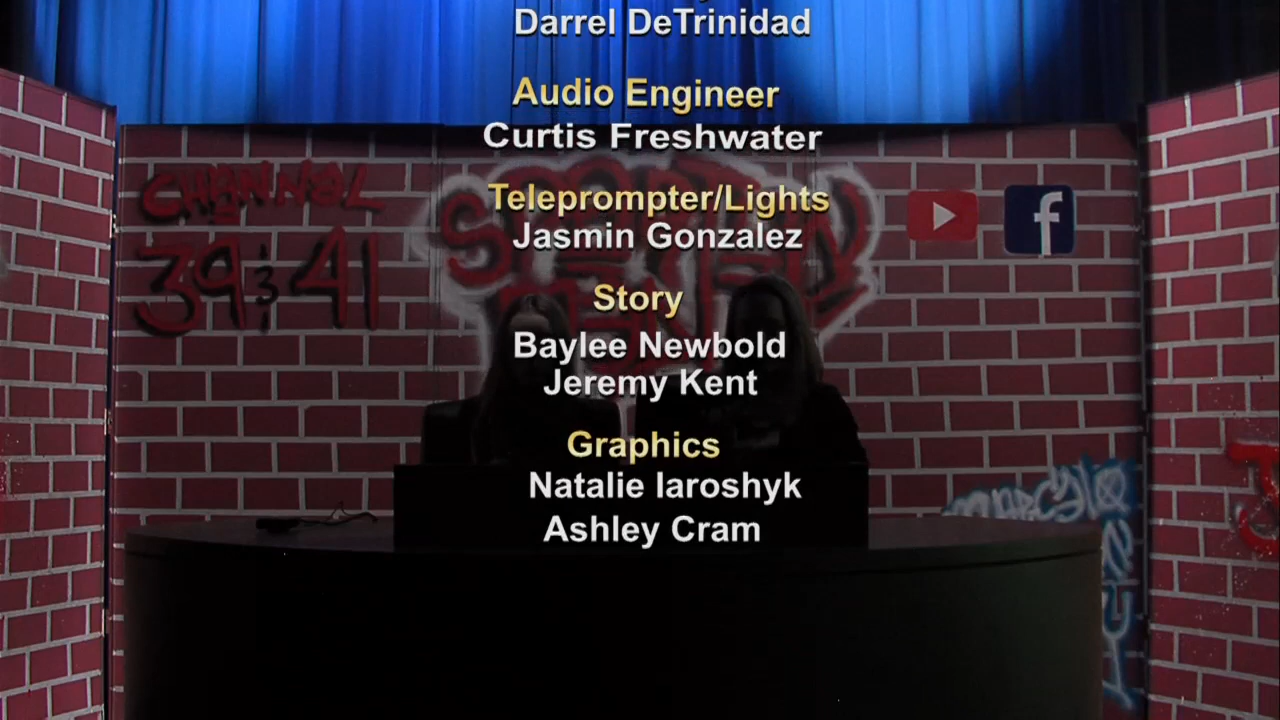 Darrel DeTrinidad
Audio Engineer
Curtis Freshwater
Teleprompter/Lights
Jasmin Gonzalez
Story
Baylee Newbold
Jeremy Kent
Graphics
Natalie Iaroshyk
Ashley Cram
CHANNEL
39 & 41
f